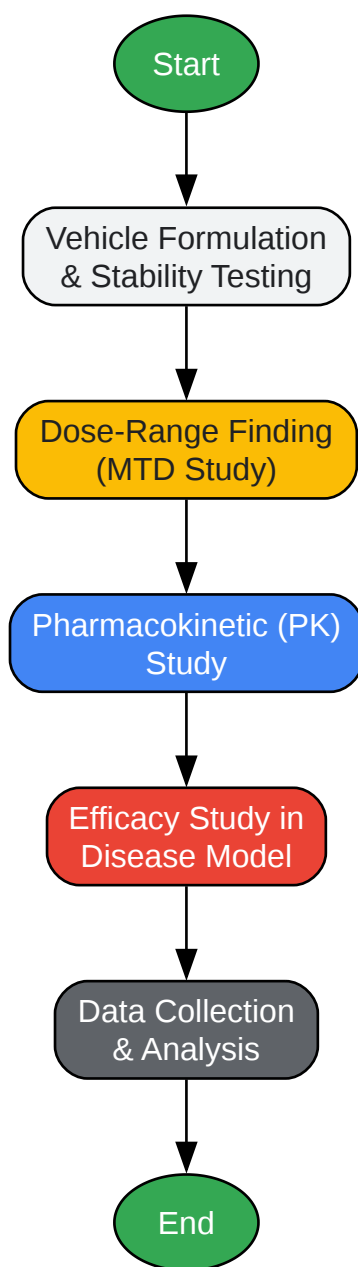 Start
Vehicle Formulation
& Stability Testing
Dose-Range Finding
(MTD Study)
Pharmacokinetic (PK)
Study
Efficacy Study in
Disease Model
Data Collection
& Analysis
End